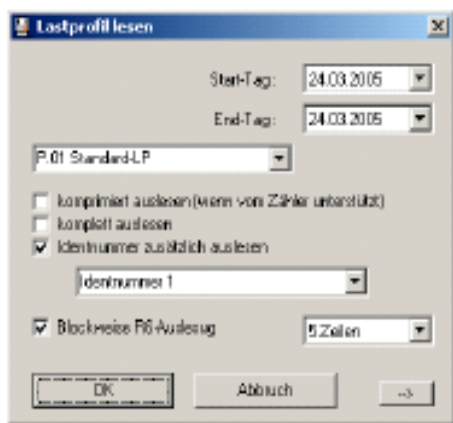 Lastprofil lesen
Start-Tag: 24.03.2005
End-Tag: 24.03.2005
P.01 Standard-LP
komprimiert auslesen (wenn vom Zähler unterstützt)
komplett auslesen
Identnummer zusätzlich auslesen
Identnummer 1
Blockweise R6-Auslesug 5 Zeilen
OK Abbruch -->